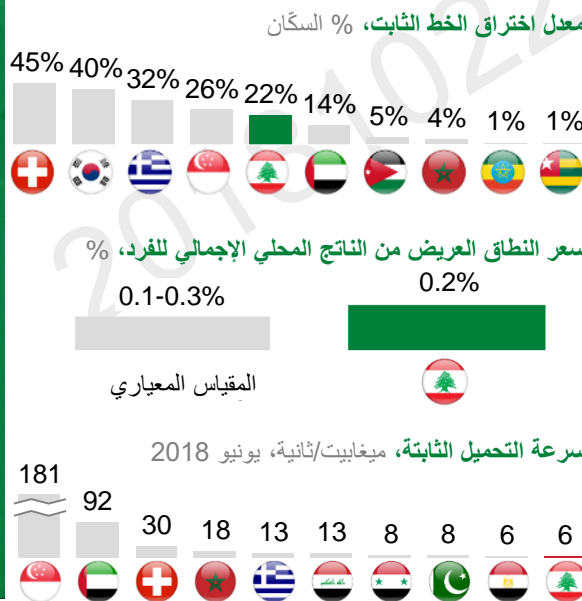 معدل اختراق الخط الثابت، % السكّان
45% 40% 32% 26% 22% 14% 5% 4% 1% 1%
سعر النطاق العريض من الناتج المحلي الإجمالي للفرد، %
0.1-0.3% 0.2%
المقياس المعياري
سرعة التحميل الثابتة، ميغابيت/ثانية، يونيو 2018
181 92 30 18 13 13 8 8 6 6